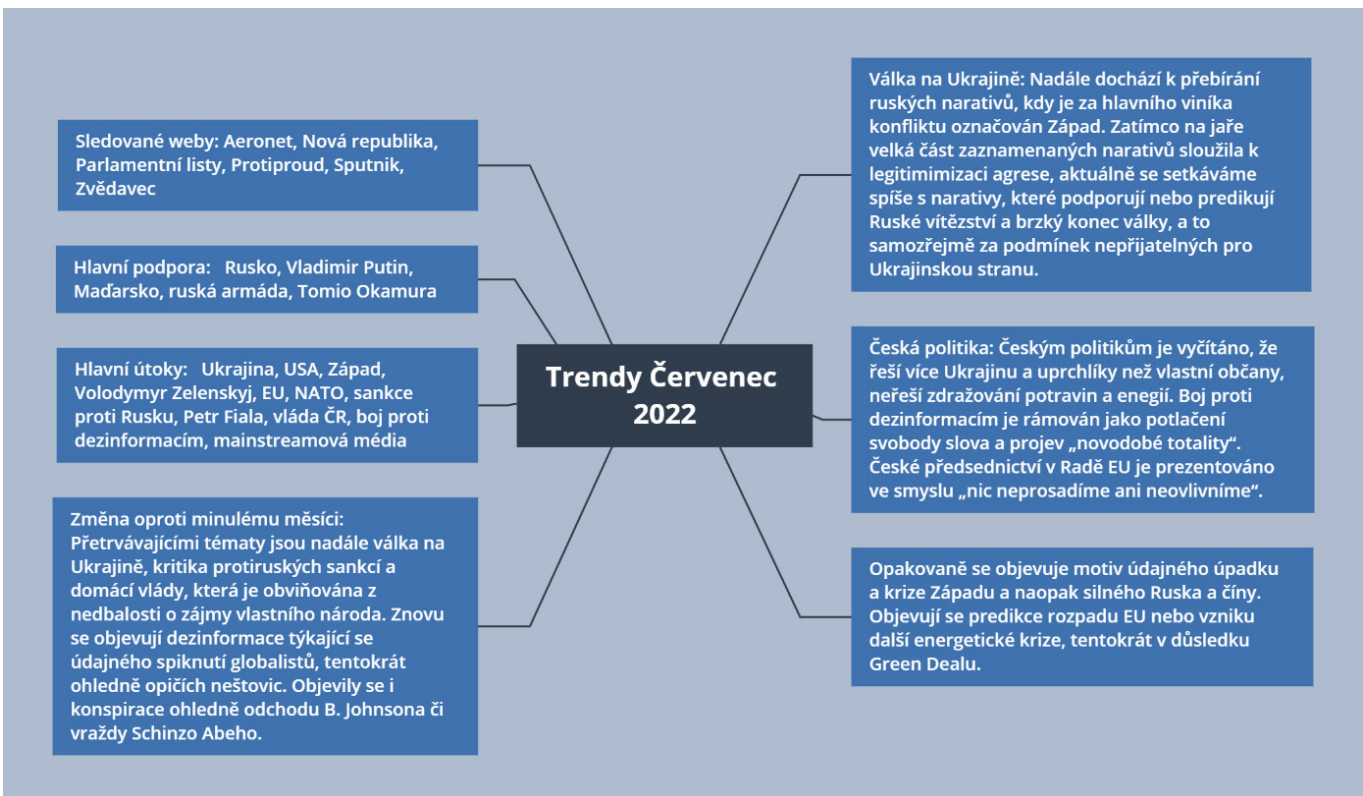 Sledované weby: Aeronet, Nová republika,
Parlamentní listy, Protiproud, Sputnik,
Zvědavec
Hlavní podpora: Rusko, Vladimir Putin,
Maďarsko, ruská armáda, Tomio Okamura
Hlavní útoky: Ukrajina, USA, Západ,
Volodymyr Zelenskyj, EU, NATO, sankce
proti Rusku, Petr Fiala, vláda ČR, boj proti
dezinformacím, mainstreamová média
Změna oproti minulému měsíci:
Přetrvávajícími tématy jsou nadále válka na
Ukrajině, kritika protiruských sankcí a
domácí vlády, která je obviňována z
nedbalosti o zájmy vlastního národa. Znovu
se objevují dezinformace týkající se
údajného spiknutí globalistů, tentokrát
ohledně opičích neštovic. Objevily se i
konspirace ohledně odchodu B. Johnsona či
vraždy Schinzo Abeho.
Trendy Červenec
2022
Válka na Ukrajině: Nadále dochází k přebírání
ruských narativů, kdy je za hlavního viníka
konfliktu označován Západ. Zatímco na jaře
velká část zaznamenaných narativů sloužila k
legitimimizaci agrese, aktuálně se setkáváme
spíše s narativy, které podporují nebo predikují
Ruské vítězství a brzký konec války, a to
samozřejmě za podmínek nepřijatelných pro
Ukrajinskou stranu.
Česká politika: Českým politikům je vyčítáno, že
řeší více Ukrajinu a uprchlíky než vlastní občany,
neřeší zdražování potravin a enegií. Boj proti
dezinformacím je rámován jako potlačení
svobody slova a projev „novodobé totality“.
České předsednictví v Radě EU je prezentováno
ve smyslu „nic neprosadíme ani neovlivníme“.
Opakovaně se objevuje motiv údajného úpadku
a krize Západu a naopak silného Ruska a číny.
Objevují se predikce rozpadu EU nebo vzniku
další energetické krize, tentokrát v důsledku
Green Dealu.